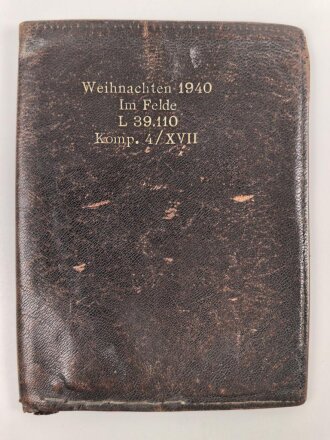 Weihnachten 1940
Im Felde
L 39.110
Komp. 4/XVII